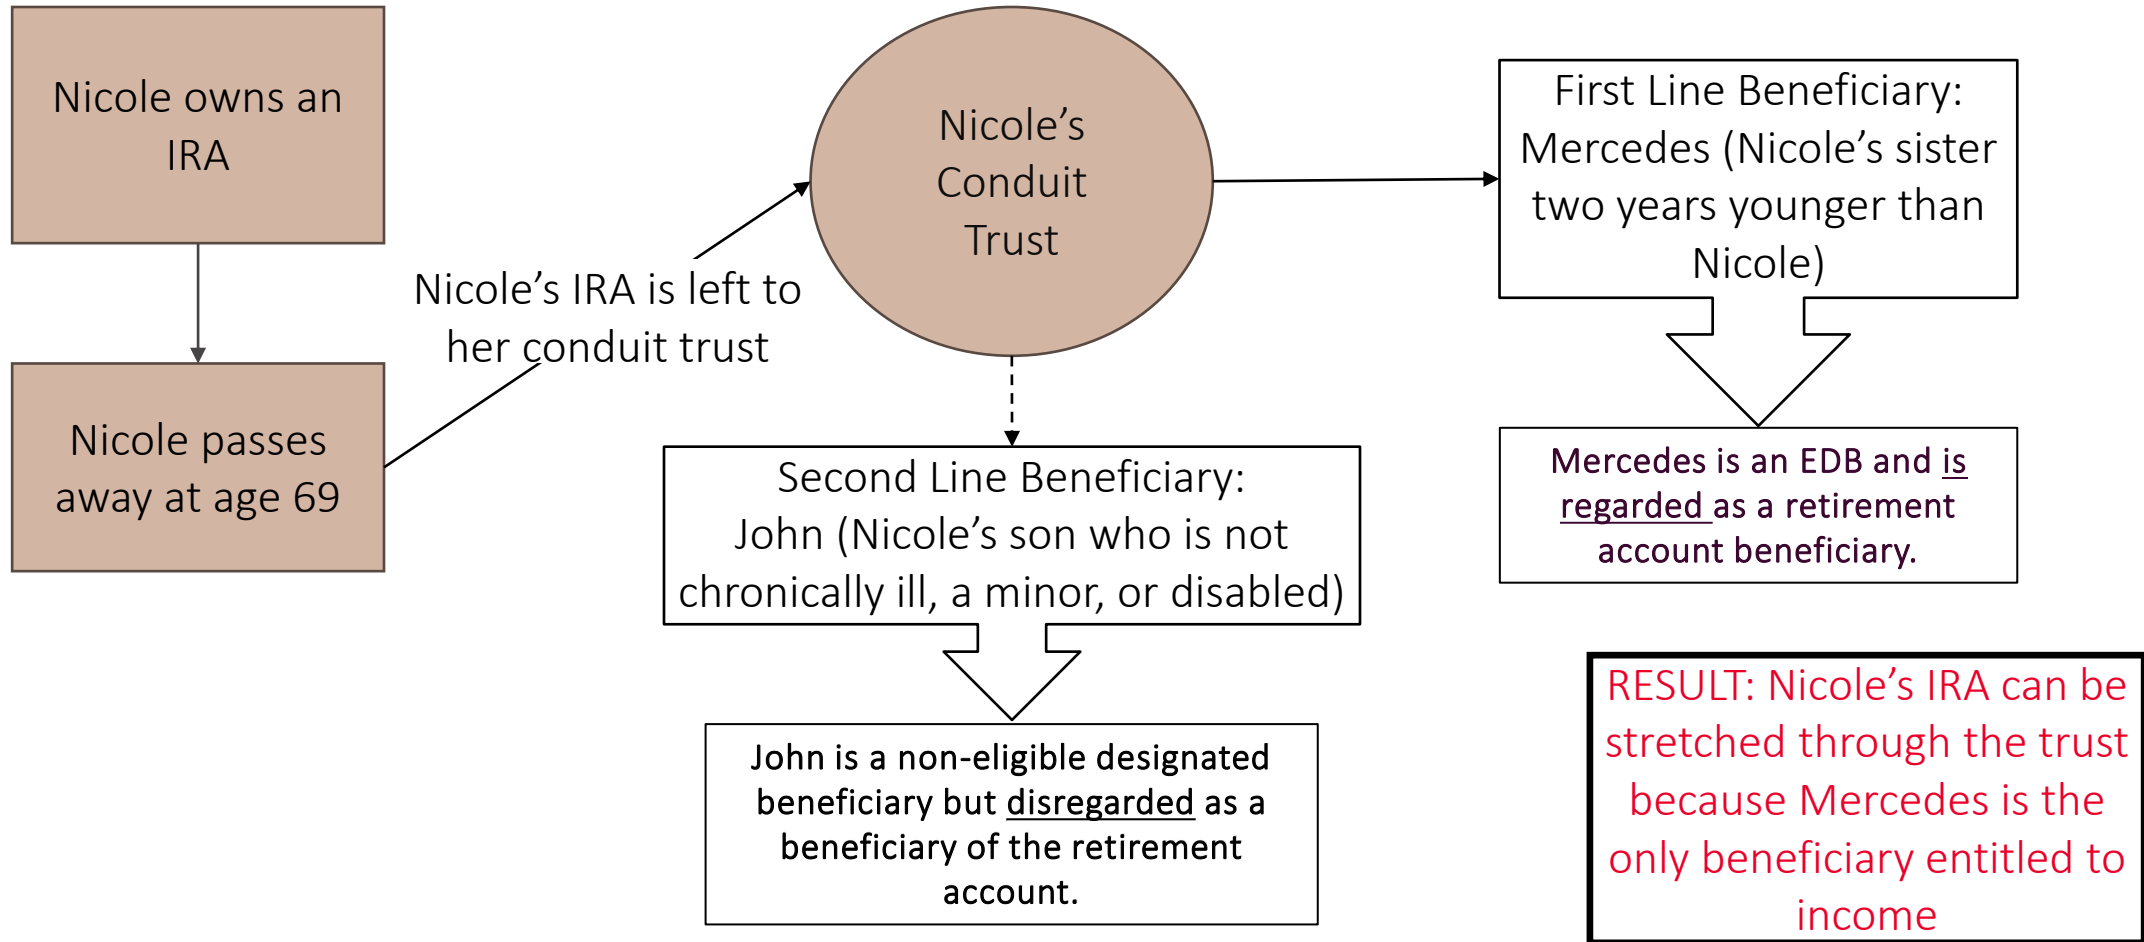 Nicole owns an
IRA
Nicole passes
away at age 69
Nicole’s IRA is left to
her conduit trust
Nicole’s
Conduit
Trust
First Line Beneficiary:
Mercedes (Nicole’s sister
two years younger than
Nicole)
Mercedes is an EDB and is
regarded as a retirement
account beneficiary.
Second Line Beneficiary:
John (Nicole’s son who is not
chronically ill, a minor, or disabled)
John is a non-eligible designated
beneficiary but disregarded as a
beneficiary of the retirement
account.
RESULT: Nicole’s IRA can be
stretched through the trust
because Mercedes is the
only beneficiary entitled to
income